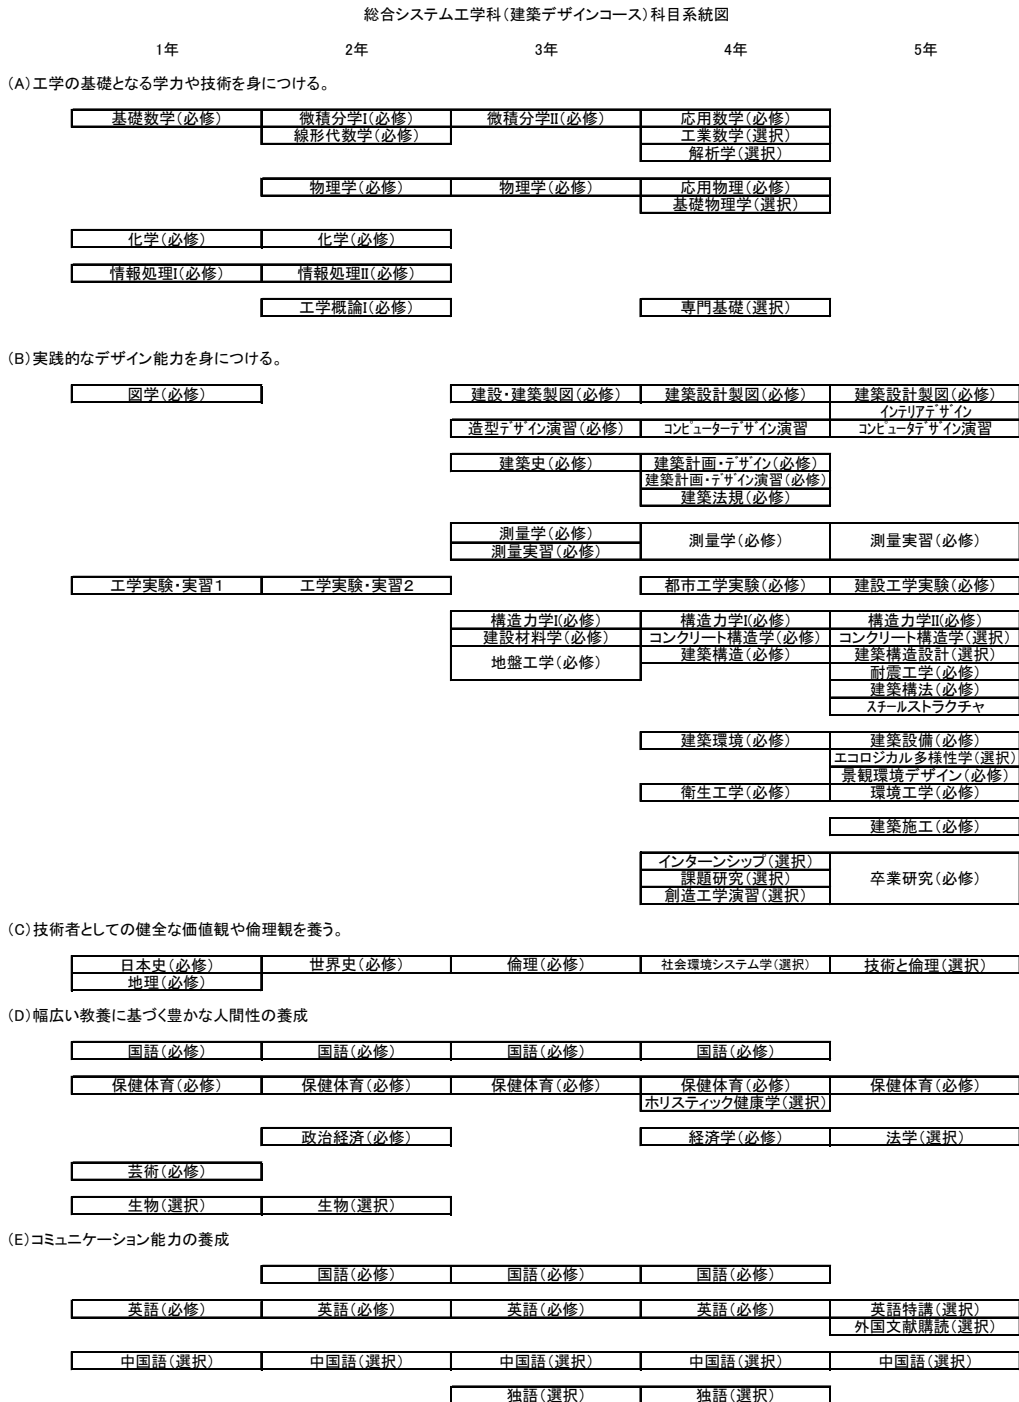 総合システム工学科(建築デザインコース)科目系統図
1年 2年 3年 4年 5年
(A)工学の基礎となる学力や技術を身につける。
基礎数学(必修) 微積分学I(必修) 微積分学II(必修) 応用数学(必修)
線形代数学(必修) 工業数学(選択)
解析学(選択)
物理学(必修) 物理学(必修) 応用物理(必修)
基礎物理学(選択)
化学(必修) 化学(必修)
情報処理I(必修) 情報処理II(必修)
工学概論I(必修) 専門基礎(選択)
(B)実践的なデザイン能力を身につける。
図学(必修) 建設・建築製図(必修) 建築設計製図(必修) 建築設計製図(必修)
インテリアデザイン
造型デザイン演習(必修) コンピューターデザイン演習 コンピュータデザイン演習
建築史(必修) 建築計画・デザイン(必修)
建築計画・デザイン演習(必修)
建築法規(必修)
測量学(必修) 測量学(必修) 測量実習(必修)
測量実習(必修)
工学実験・実習1 工学実験・実習2 都市工学実験(必修) 建設工学実験(必修)
構造力学I(必修) 構造力学I(必修) 構造力学II(必修)
建設材料学(必修) コンクリート構造学(必修) コンクリート構造学(選択)
地盤工学(必修) 建築構造(必修) 建築構造設計(選択)
耐震工学(必修)
建築構法(必修)
スチールストラクチャ
建築環境(必修) 建築設備(必修)
エコロジカル多様性学(選択)
景観環境デザイン(必修)
衛生工学(必修) 環境工学(必修)
建築施工(必修)
インターンシップ(選択) 卒業研究(必修)
課題研究(選択)
創造工学演習(選択)
(C)技術者としての健全な価値観や倫理観を養う。
日本史(必修) 世界史(必修) 倫理(必修) 社会環境システム学(選択) 技術と倫理(選択)
地理(必修)
(D)幅広い教養に基づく豊かな人間性の養成
国語(必修) 国語(必修) 国語(必修) 国語(必修)
保健体育(必修) 保健体育(必修) 保健体育(必修) 保健体育(必修) 保健体育(必修)
ホリスティック健康学(選択)
政治経済(必修) 経済学(必修) 法学(選択)
芸術(必修)
生物(選択) 生物(選択)
(E)コミュニケーション能力の養成
国語(必修) 国語(必修) 国語(必修)
英語(必修) 英語(必修) 英語(必修) 英語(必修) 英語特講(選択)
外国文献購読(選択)
中国語(選択) 中国語(選択) 中国語(選択) 中国語(選択) 中国語(選択)
独語(選択) 独語(選択)